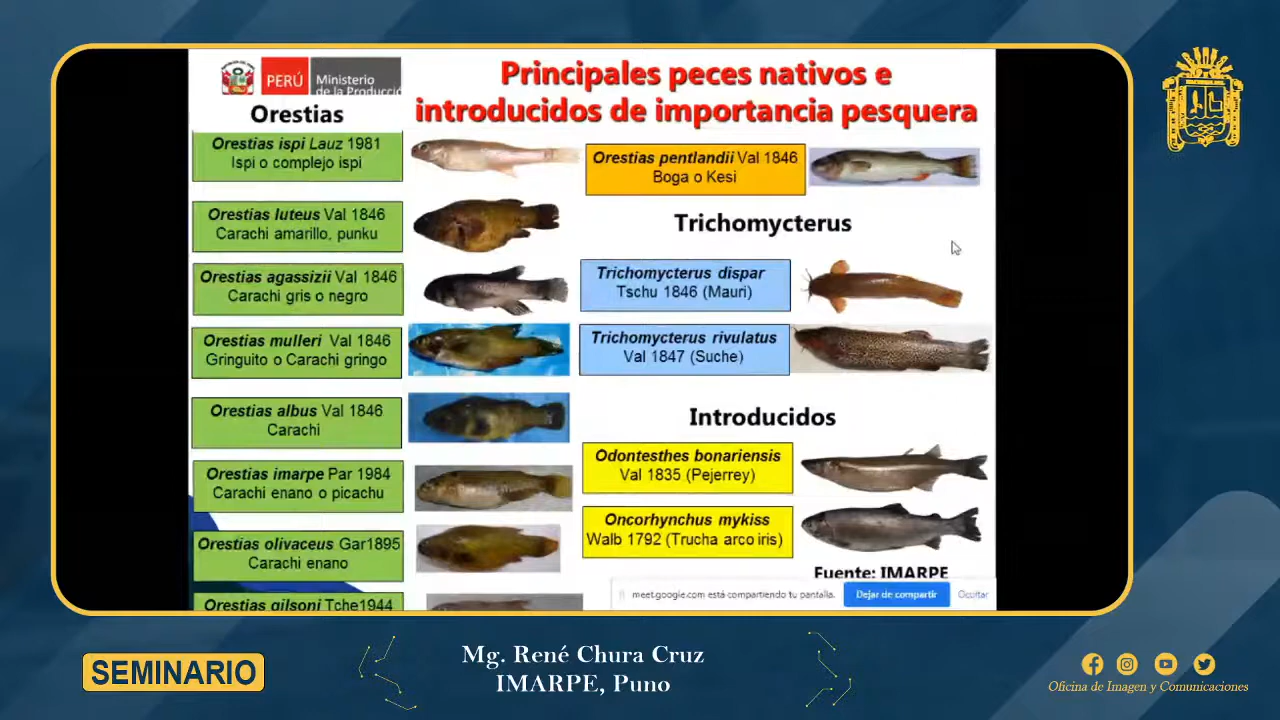 PERÚ
Ministerio
de la Producció
Principales peces nativos e
introducidos de importancia pesquera
Orestias
Orestias ispi Lauz 1981
Ispi o complejo ispi
Orestias luteus Val 1846
Carachi amarillo, punku
Orestias agassizii Val 1846
Carachi gris o negro
Orestias mulleri Val 1846
Gringuito o Carachi gringo
Orestias albus Val 1846
Carachi
Orestias imarpe Par 1984
Carachi enano o picachu
Orestias olivaceus Gar1895
Carachi enano
Orestias gilsoni Tche1944
Orestias pentlandii Val 1846
Boga o Kesi
Trichomycterus
Trichomycterus dispar
Tschu 1846 (Mauri)
Trichomycterus rivulatus
Val 1847 (Suche)
Introducidos
Odontesthes bonariensis
Val 1835 (Pejerrey)
Oncorhynchus mykiss
Walb 1792 (Trucha arco iris)
Fuente: IMARPE
meet.google.com está compartiendo tu pantalla.
Dejar de compartir
Ocultar
SEMINARIO
Mg. René Chura Cruz
IMARPE, Puno
Oficina de Imagen y Comunicaciones